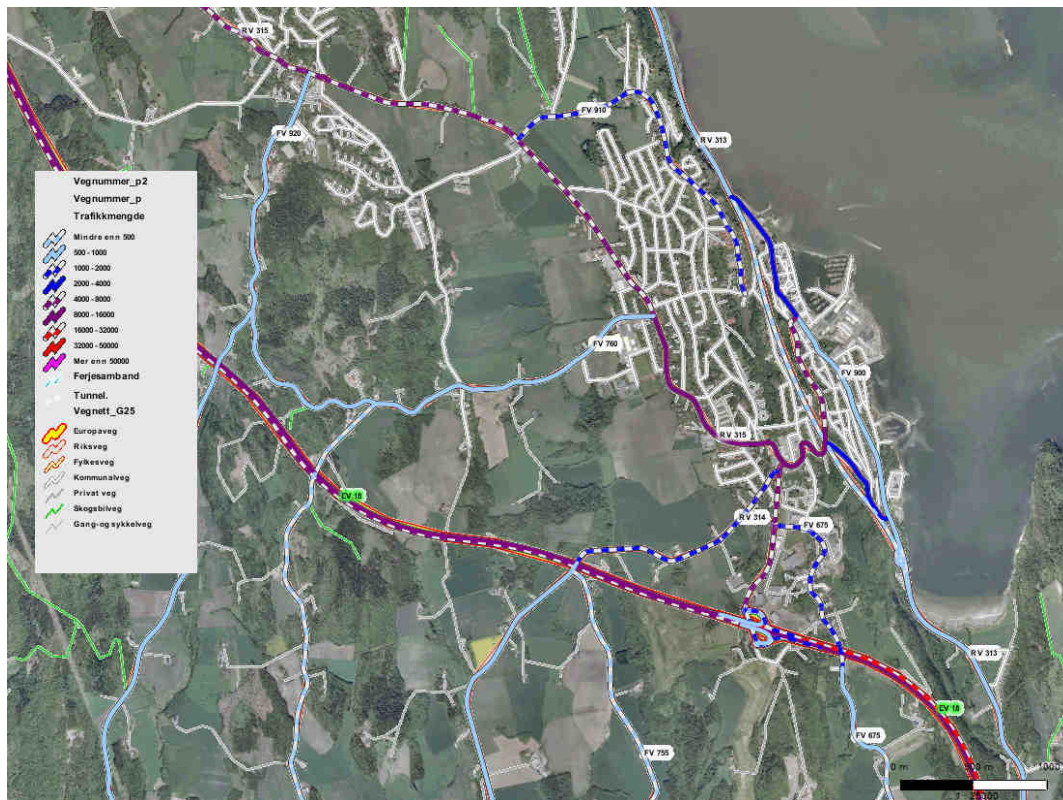 RV 315
FV 910
FV 920
RV 313
Vegnummer_p2
Vegnummer_p
Trafikkmengde
Mindre enn 500
500 - 1000
1000 - 2000
2000 - 4000
4000 - 8000
8000 - 16000
16000 - 32000
32000 - 50000
Mer enn 50000
Ferjesamband
Tunnel.
Vegnett_G25
Europaveg
Riksveg
Fylkesveg
Kommunalveg
Privat veg
Skogsbilveg
Gang-og sykkelveg
FV 760
FV 900
RV 315
EV 18
RV 314
FV 675
RV 313
EV 18
FV 675
FV 755
0 m